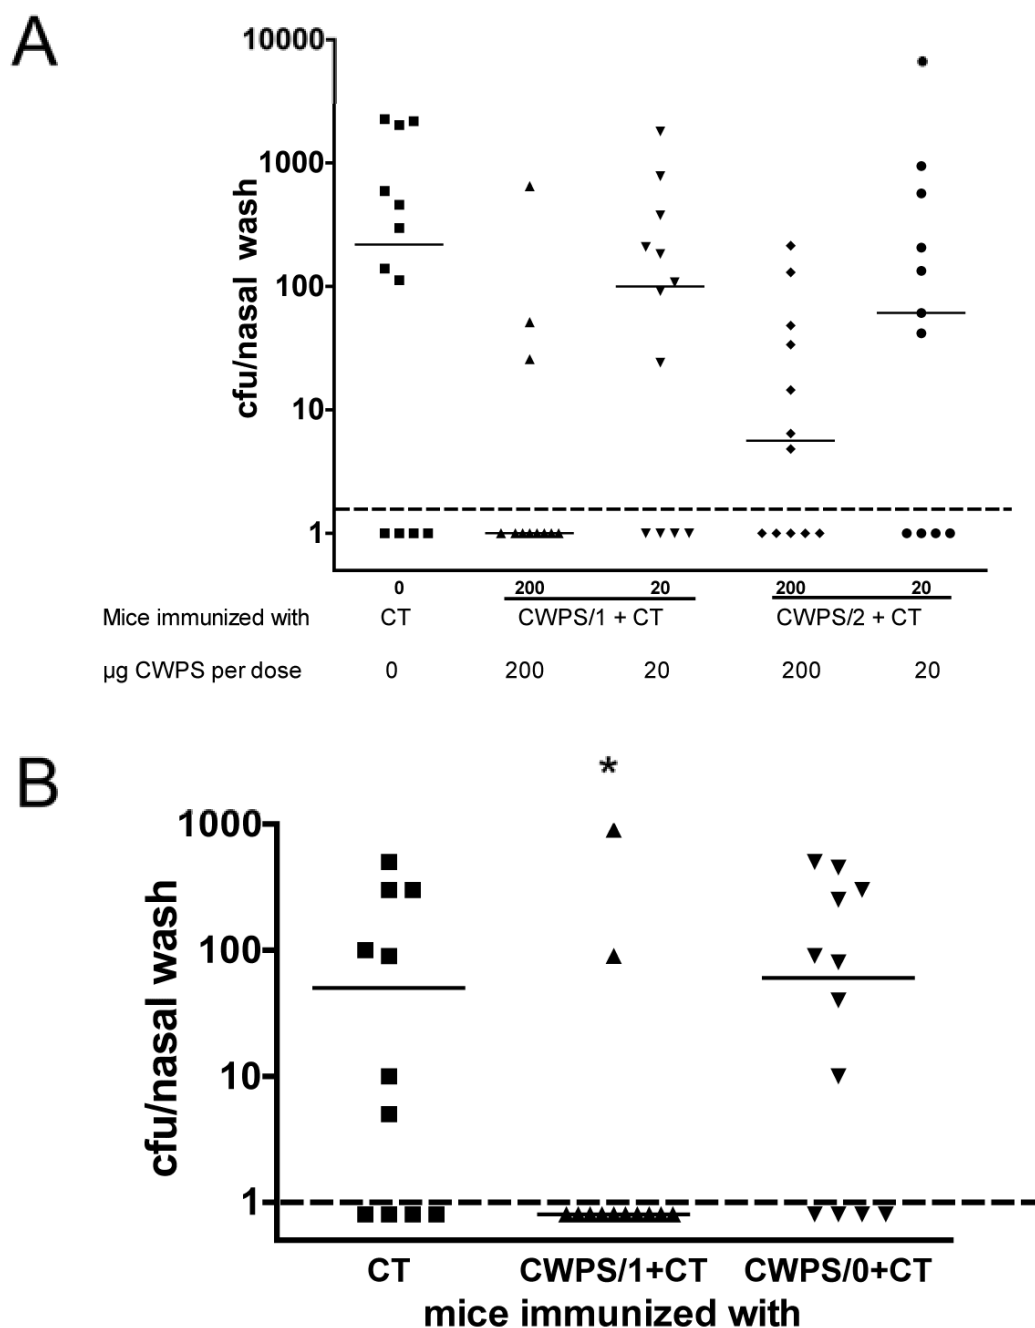 A
10000
1000
100
10
1
cfu/nasal wash
0 200 20 200 20
Mice immunized with CT CWPS/1 + CT CWPS/2 + CT
µg CWPS per dose 0 200 20 200 20
B
*
1000
100
10
1
cfu/nasal wash
CT CWPS/1+CT CWPS/0+CT
mice immunized with